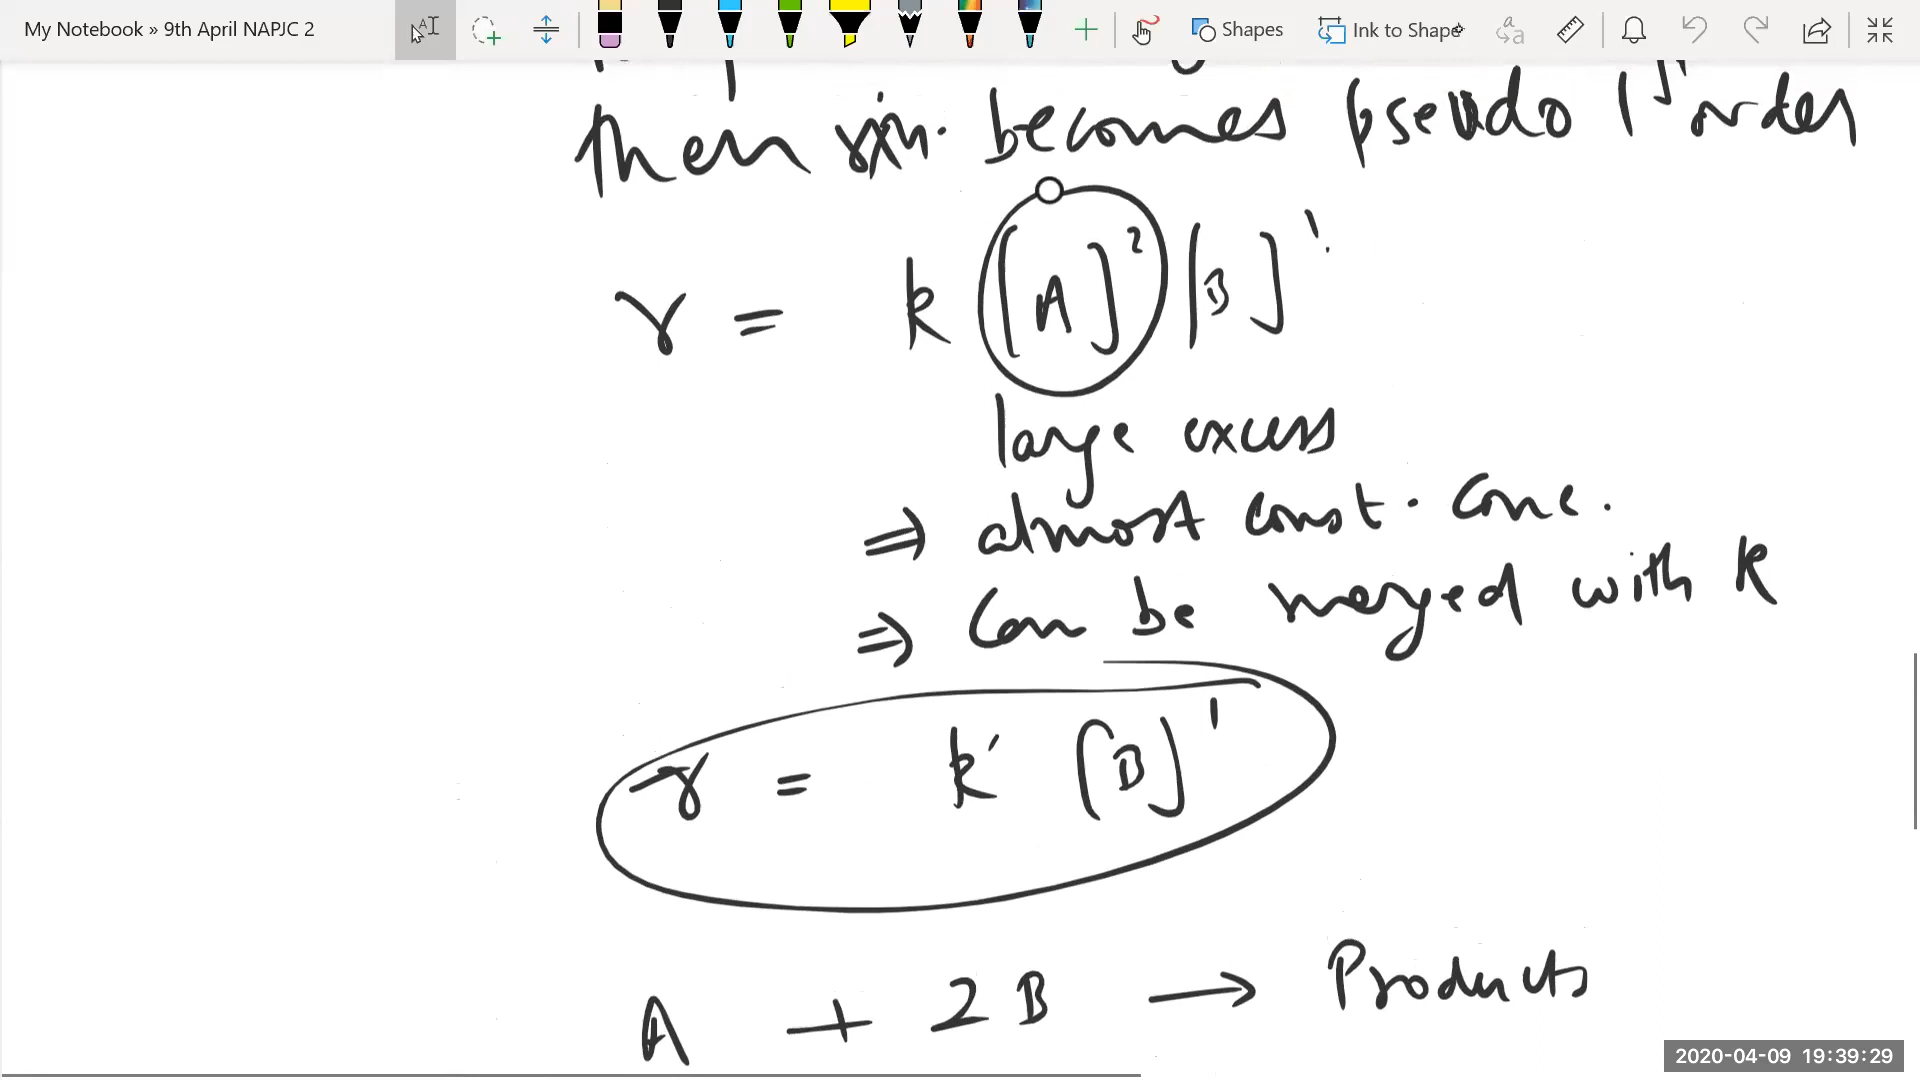 My Notebook » 9th April NAPJC 2
Shapes
Ink to Shape
then rxn. becomes pseudo 1st order
r = k [A]² [B]¹
large excess
⇒ almost const. conc.
⇒ Can be merged with k
r = k′ [B]¹
A + 2B → Products
2020-04-09 19:39:29